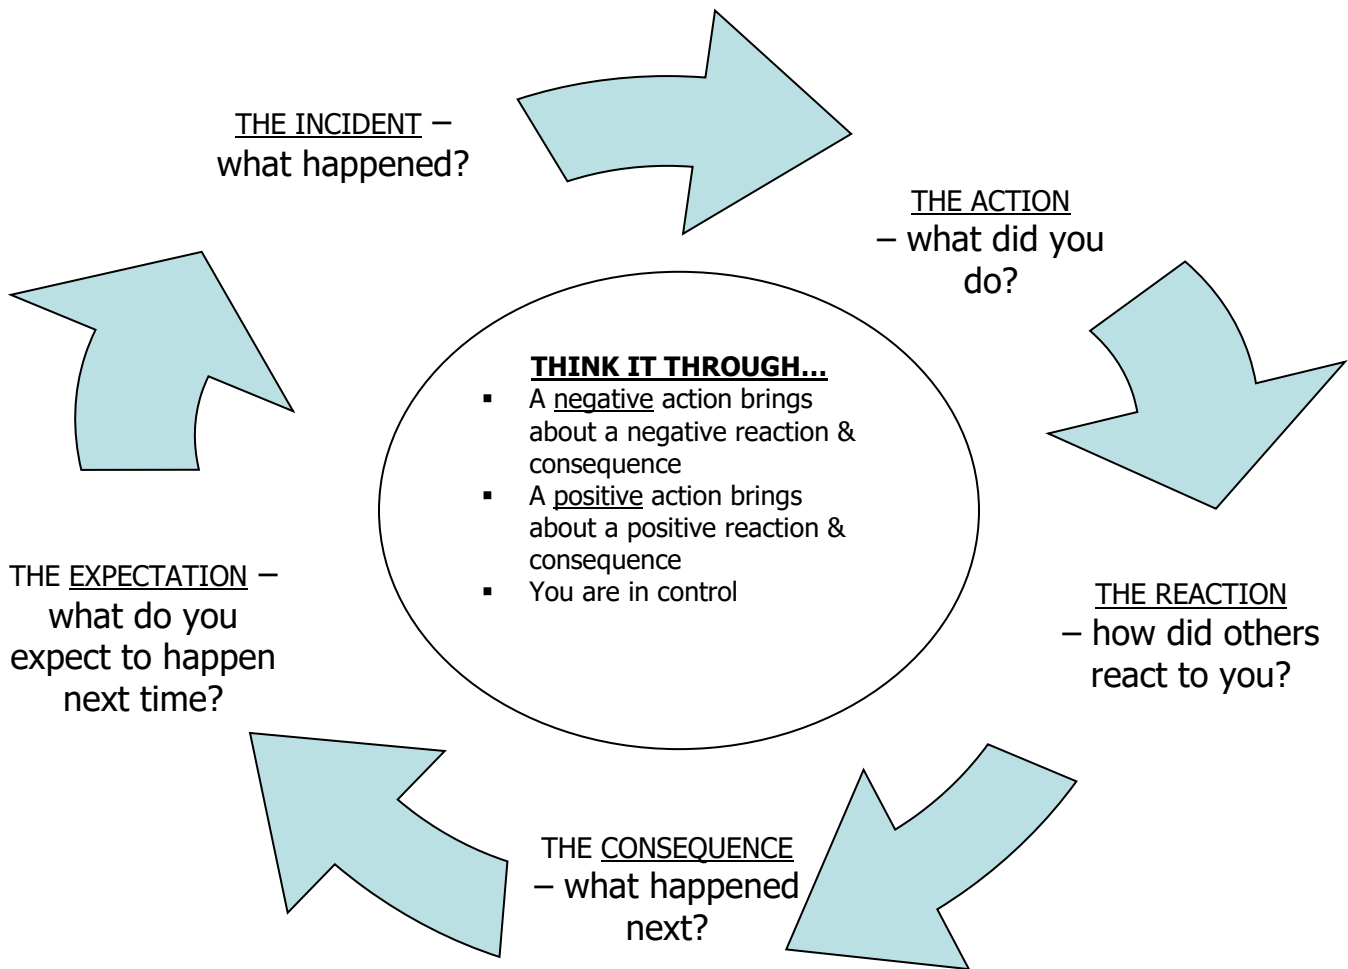 THE INCIDENT –
what happened?
THE ACTION
– what did you
do?
THE REACTION
– how did others
react to you?
THE CONSEQUENCE
– what happened
next?
THE EXPECTATION –
what do you
expect to happen
next time?
THINK IT THROUGH…
▪ A negative action brings
about a negative reaction &
consequence
▪ A positive action brings
about a positive reaction &
consequence
▪ You are in control